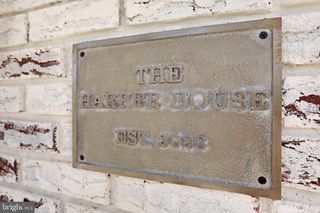 THE
HARPER HOUSE
EST.
bright MLS